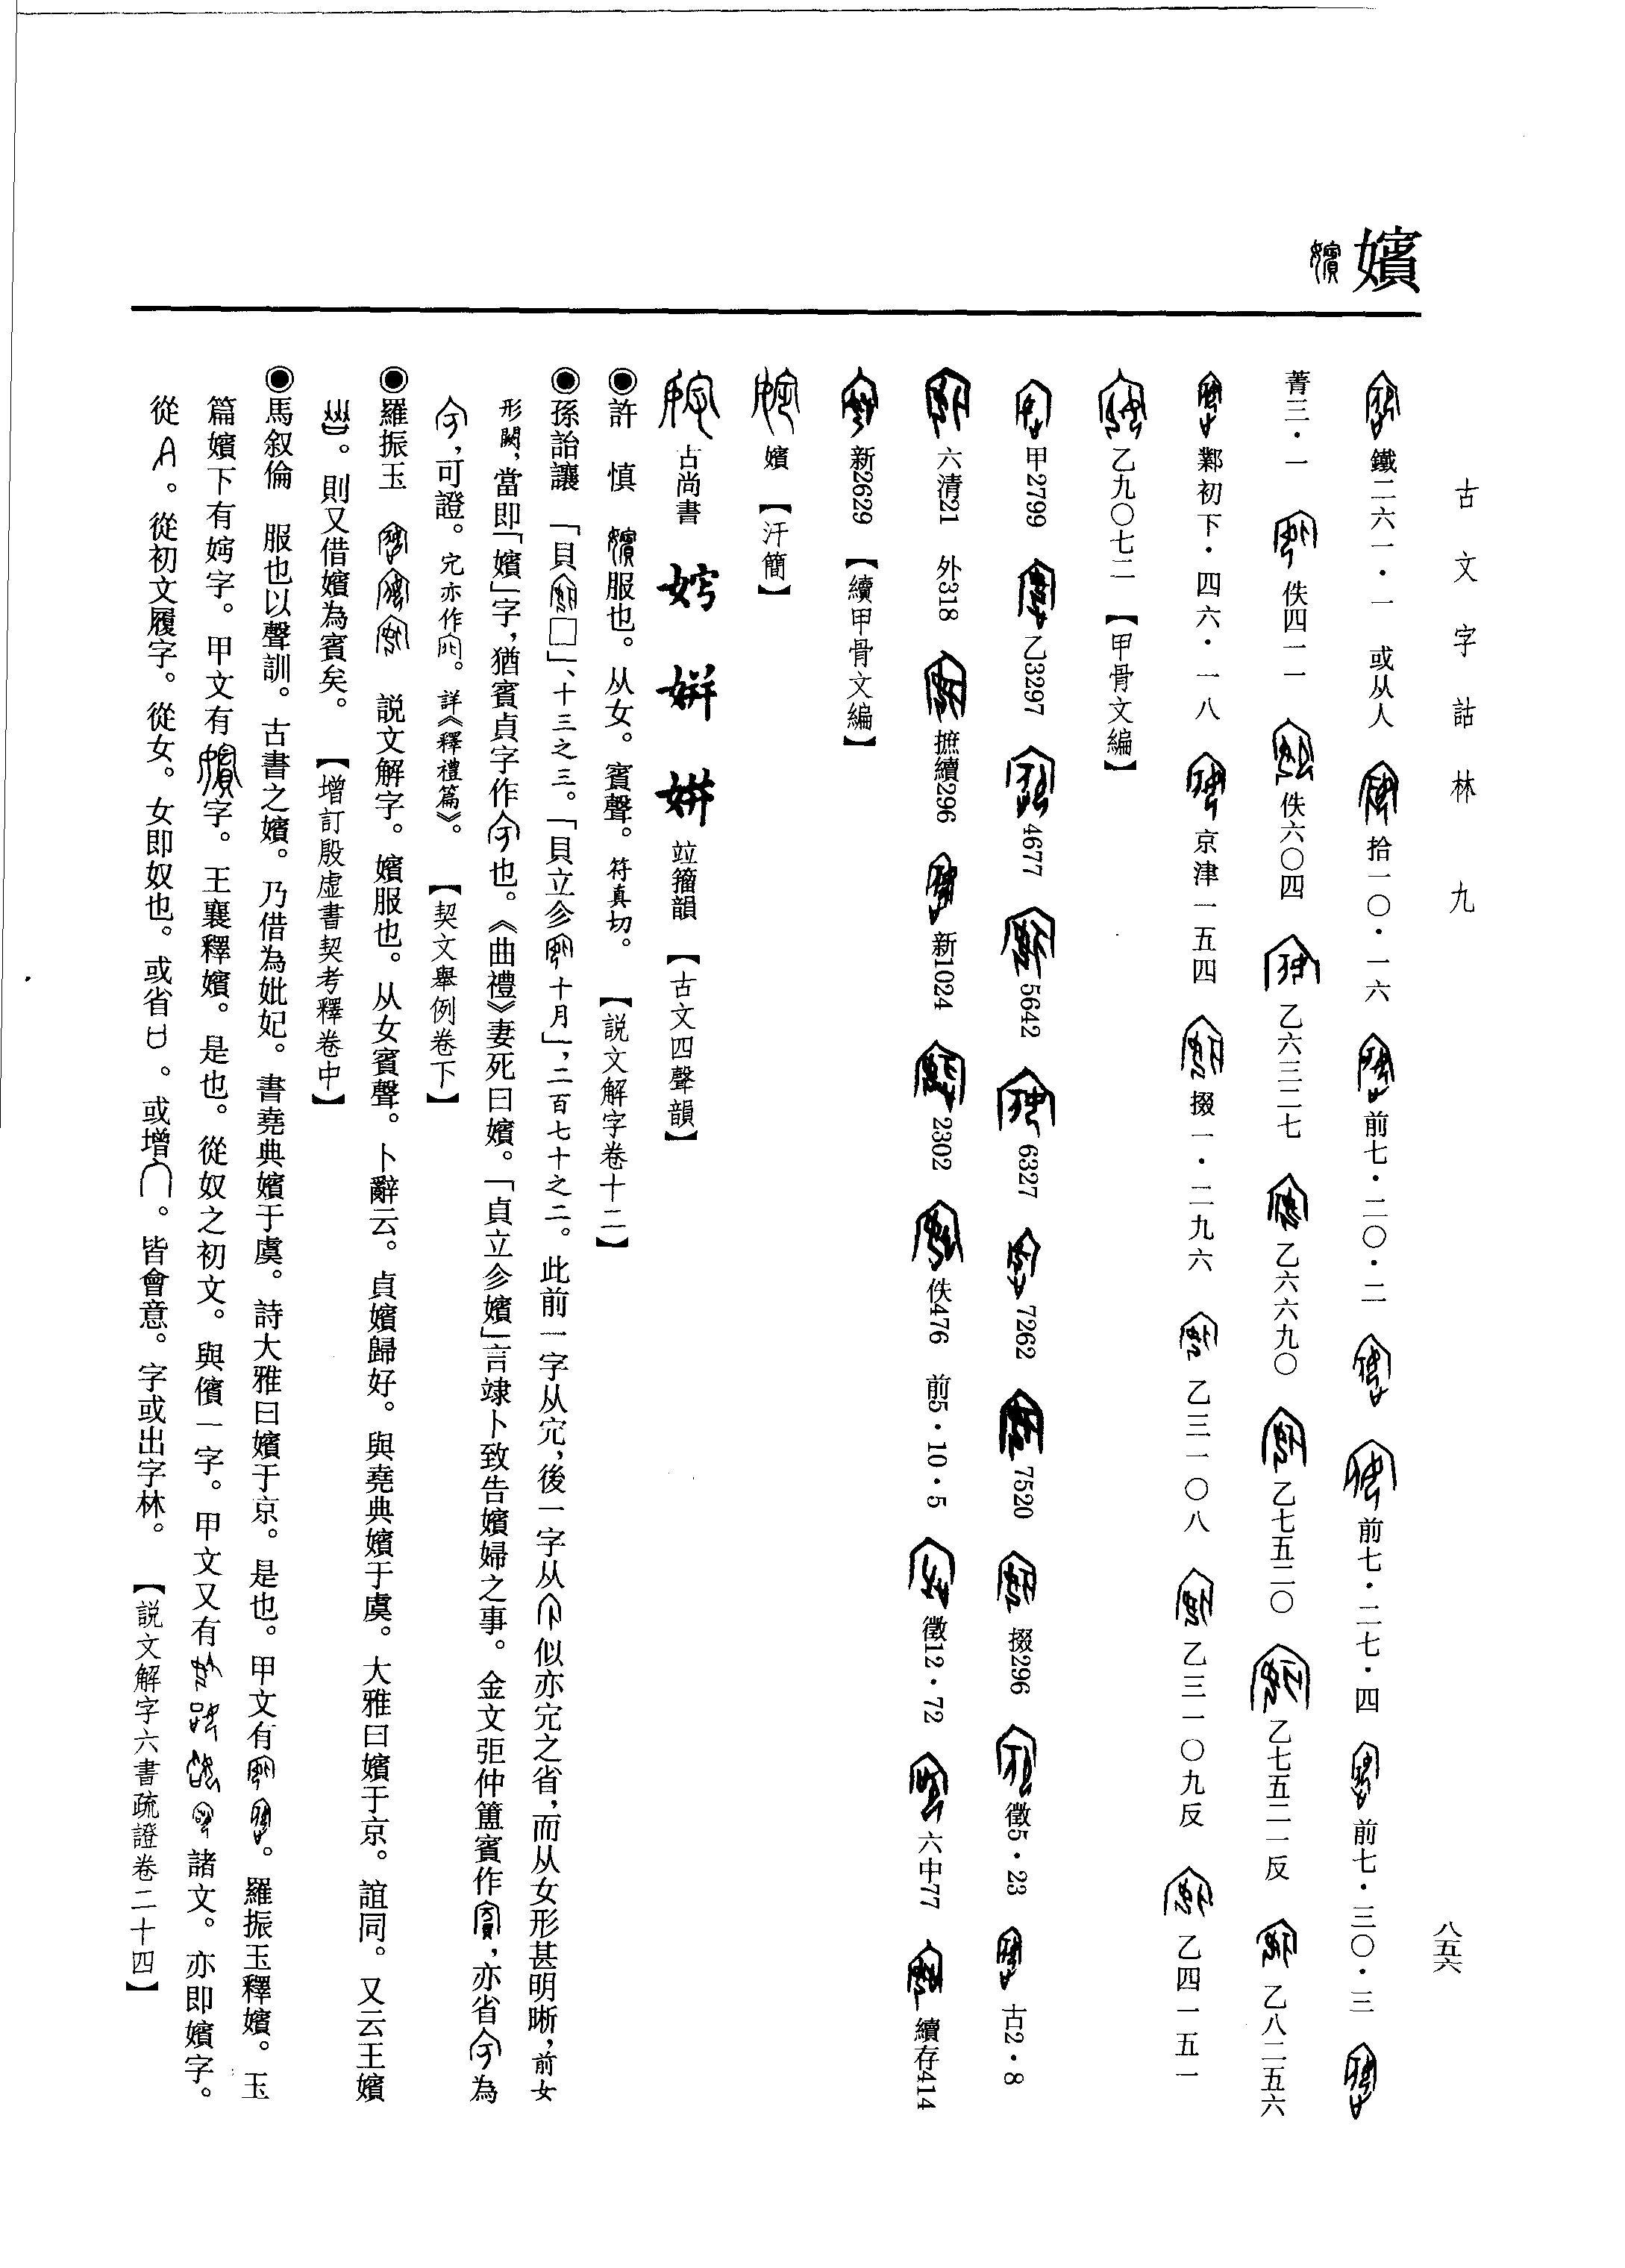 古文字詁林 九
八五六
嬪
鐵二六一·一 或从人 拾一〇·一六 前七·二〇·二 前七·二七·四 前七·三〇·三
菁三·一 佚四一一 佚六〇四 乙六三二七 乙六六九〇 乙七五二〇 乙七五二一反 乙八二五六
鄴初下·四六·一八 京津一五四 掇一·二九六 乙三一〇八 乙三一〇九反 乙四一五一
乙九〇七二 【甲骨文編】
甲2799 乙3297 4677 5642 6327 7262 7520 掇296 徵5·23 古2·8
六清21 外318 摭續296 新1024 2302 佚476 前5·10·5 徵12·72 六中77 續存414
新2629 【續甲骨文編】
嬪 【汗簡】
古尚書 竝籀韻 【古文四聲韻】
◉許 慎 嬪服也。从女。賓聲。符真切。 【説文解字卷十二】
◉孫詒讓 「貝□」、十三之三。「貝立㐱十月」,二百七十之二。此前一字从宂,後一字从似亦宂之省,而从女形甚明晰,前女
形闕,當即「嬪」字,猶賓貞字作也。《曲禮》妻死曰嬪。「貞立㐱嬪」言隷卜致告嬪婦之事。金文弡仲簠賓作,亦省為
,可證。宂亦作。詳《釋禮篇》。 【契文舉例卷下】
◉羅振玉 説文解字。嬪服也。从女賓聲。卜辭云。貞嬪歸好。與堯典嬪于虞。大雅曰嬪于京。誼同。又云王嬪
。則又借嬪為賓矣。 【增訂殷虛書契考釋卷中】
◉馬叙倫 服也以聲訓。古書之嬪。乃借為妣妃。書堯典嬪于虞。詩大雅曰嬪于京。是也。甲文有。羅振玉釋嬪。玉
篇嬪下有㛧字。甲文有字。王襄釋嬪。是也。從奴之初文。與儐一字。甲文又有諸文。亦即嬪字。
從。從初文履字。從女。女即奴也。或省。或增。皆會意。字或出字林。 【説文解字六書疏證卷二十四】